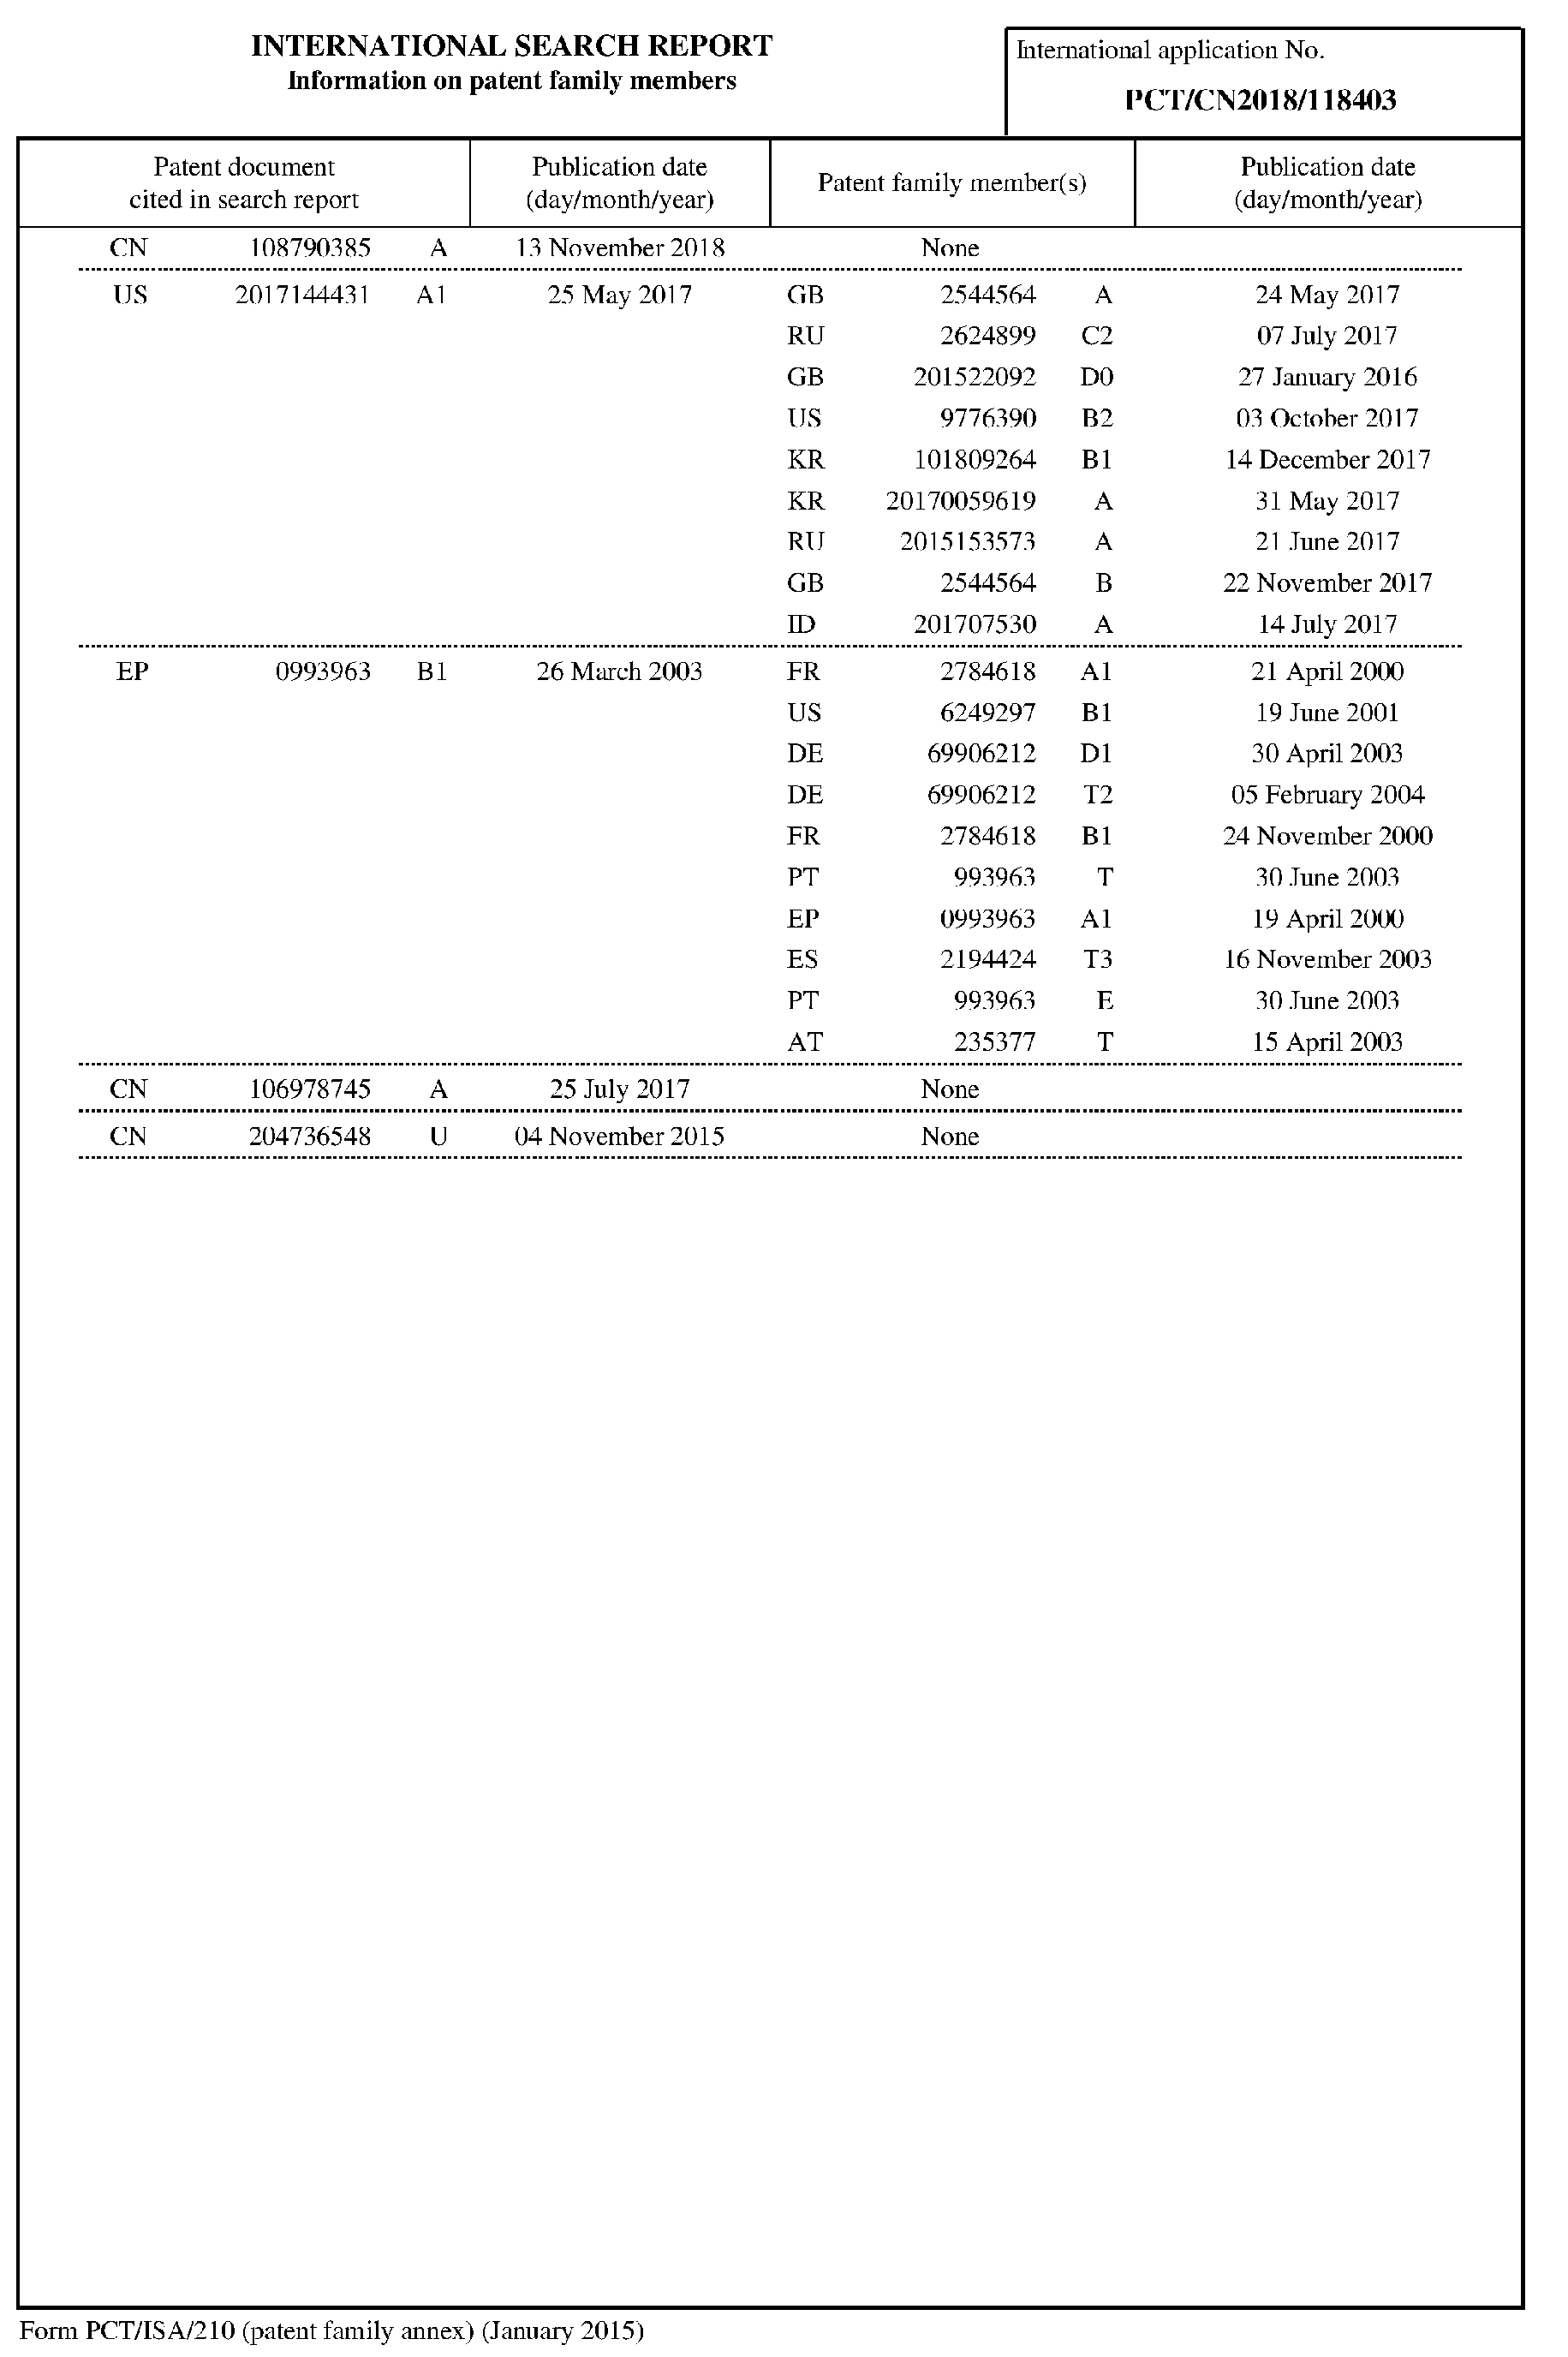 INTERNATIONAL SEARCH REPORT
Information on patent family members
International application No.
PCT/CN2018/118403
Patent document
cited in search report
Publication date
(day/month/year)
Patent family member(s)
Publication date
(day/month/year)
CN 108790385 A 13 November 2018 None
US 2017144431 A1 25 May 2017 GB 2544564 A 24 May 2017
RU 2624899 C2 07 July 2017
GB 201522092 D0 27 January 2016
US 9776390 B2 03 October 2017
KR 101809264 B1 14 December 2017
KR 20170059619 A 31 May 2017
RU 2015153573 A 21 June 2017
GB 2544564 B 22 November 2017
ID 201707530 A 14 July 2017
EP 0993963 B1 26 March 2003 FR 2784618 A1 21 April 2000
US 6249297 B1 19 June 2001
DE 69906212 D1 30 April 2003
DE 69906212 T2 05 February 2004
FR 2784618 B1 24 November 2000
PT 993963 T 30 June 2003
EP 0993963 A1 19 April 2000
ES 2194424 T3 16 November 2003
PT 993963 E 30 June 2003
AT 235377 T 15 April 2003
CN 106978745 A 25 July 2017 None
CN 204736548 U 04 November 2015 None
Form PCT/ISA/210 (patent family annex) (January 2015)